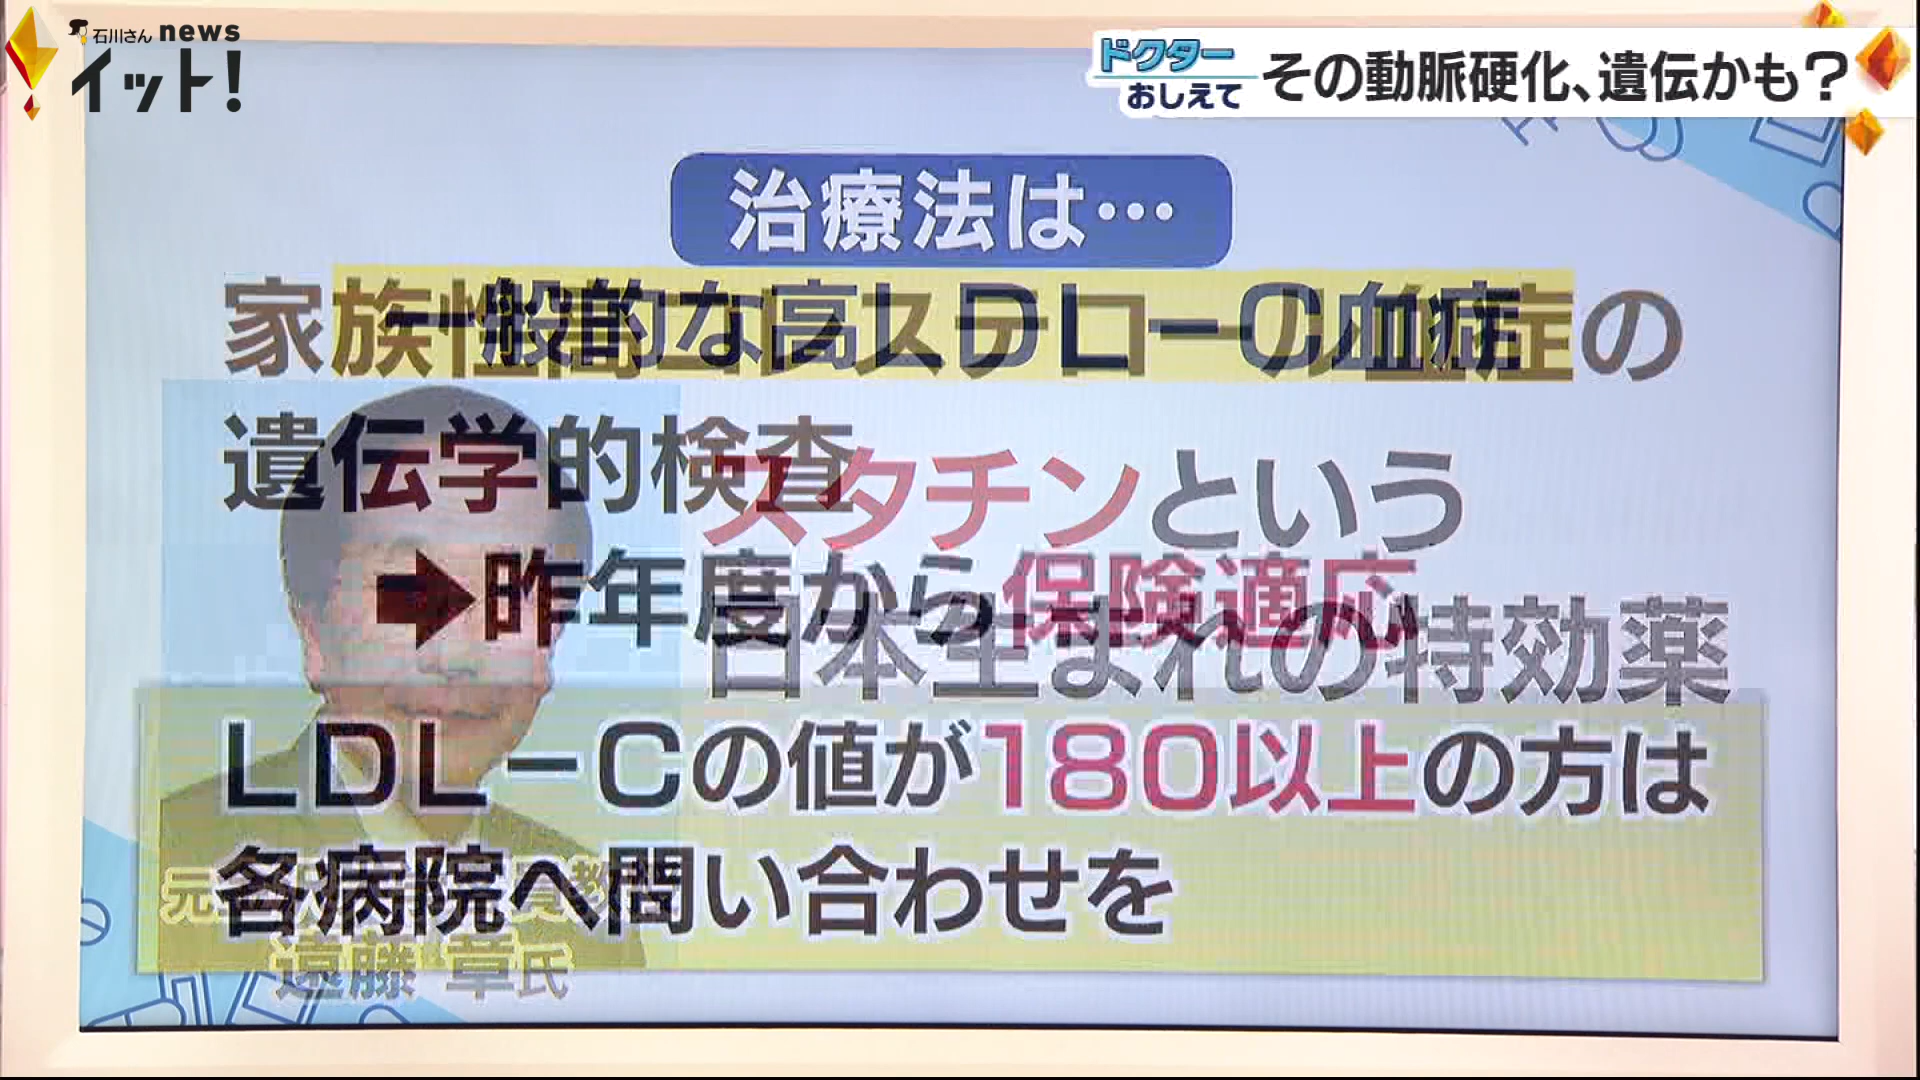 石川さん news
イット!
ドクター
おしえて
その動脈硬化、遺伝かも？
治療法は…
家族性高コレステロール血症の
一般的な高LDL－C血症
遺伝学的検査
スタチンという
➡昨年度から保険適応
日本生まれの特効薬
LDL－Cの値が180以上の方は
各病院へ問い合わせを
遠藤 章氏